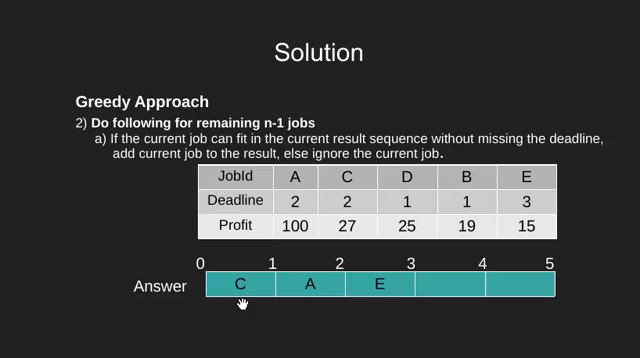 Solution
Greedy Approach
2) Do following for remaining n-1 jobs
a) If the current job can fit in the current result sequence without missing the deadline,
add current job to the result, else ignore the current job.
JobId A C D B E
Deadline 2 2 1 1 3
Profit 100 27 25 19 15
0 1 2 3 4 5
Answer C A E